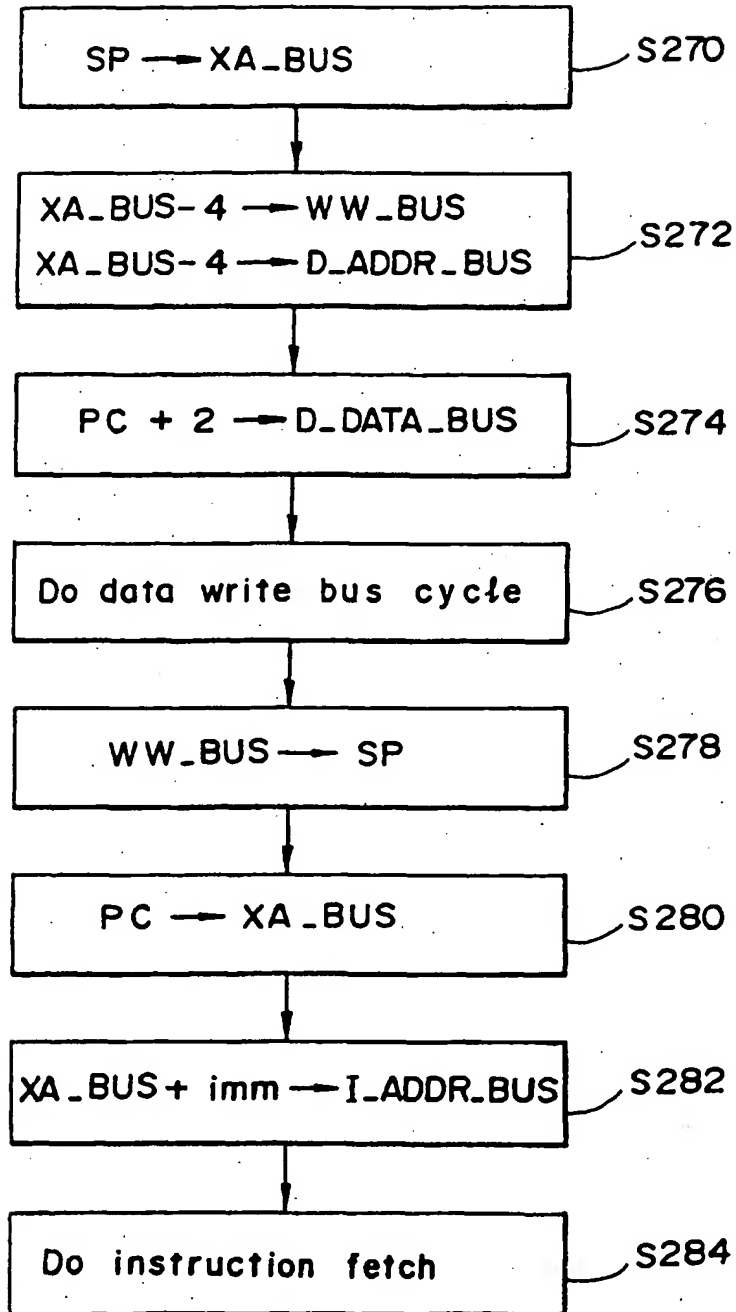 SP → XA_BUS S270
XA_BUS-4 → WW_BUS
XA_BUS-4 → D_ADDR_BUS S272
PC + 2 → D_DATA_BUS S274
Do data write bus cycle S276
WW_BUS → SP S278
PC → XA_BUS S280
XA_BUS + imm → I_ADDR_BUS S282
Do instruction fetch S284